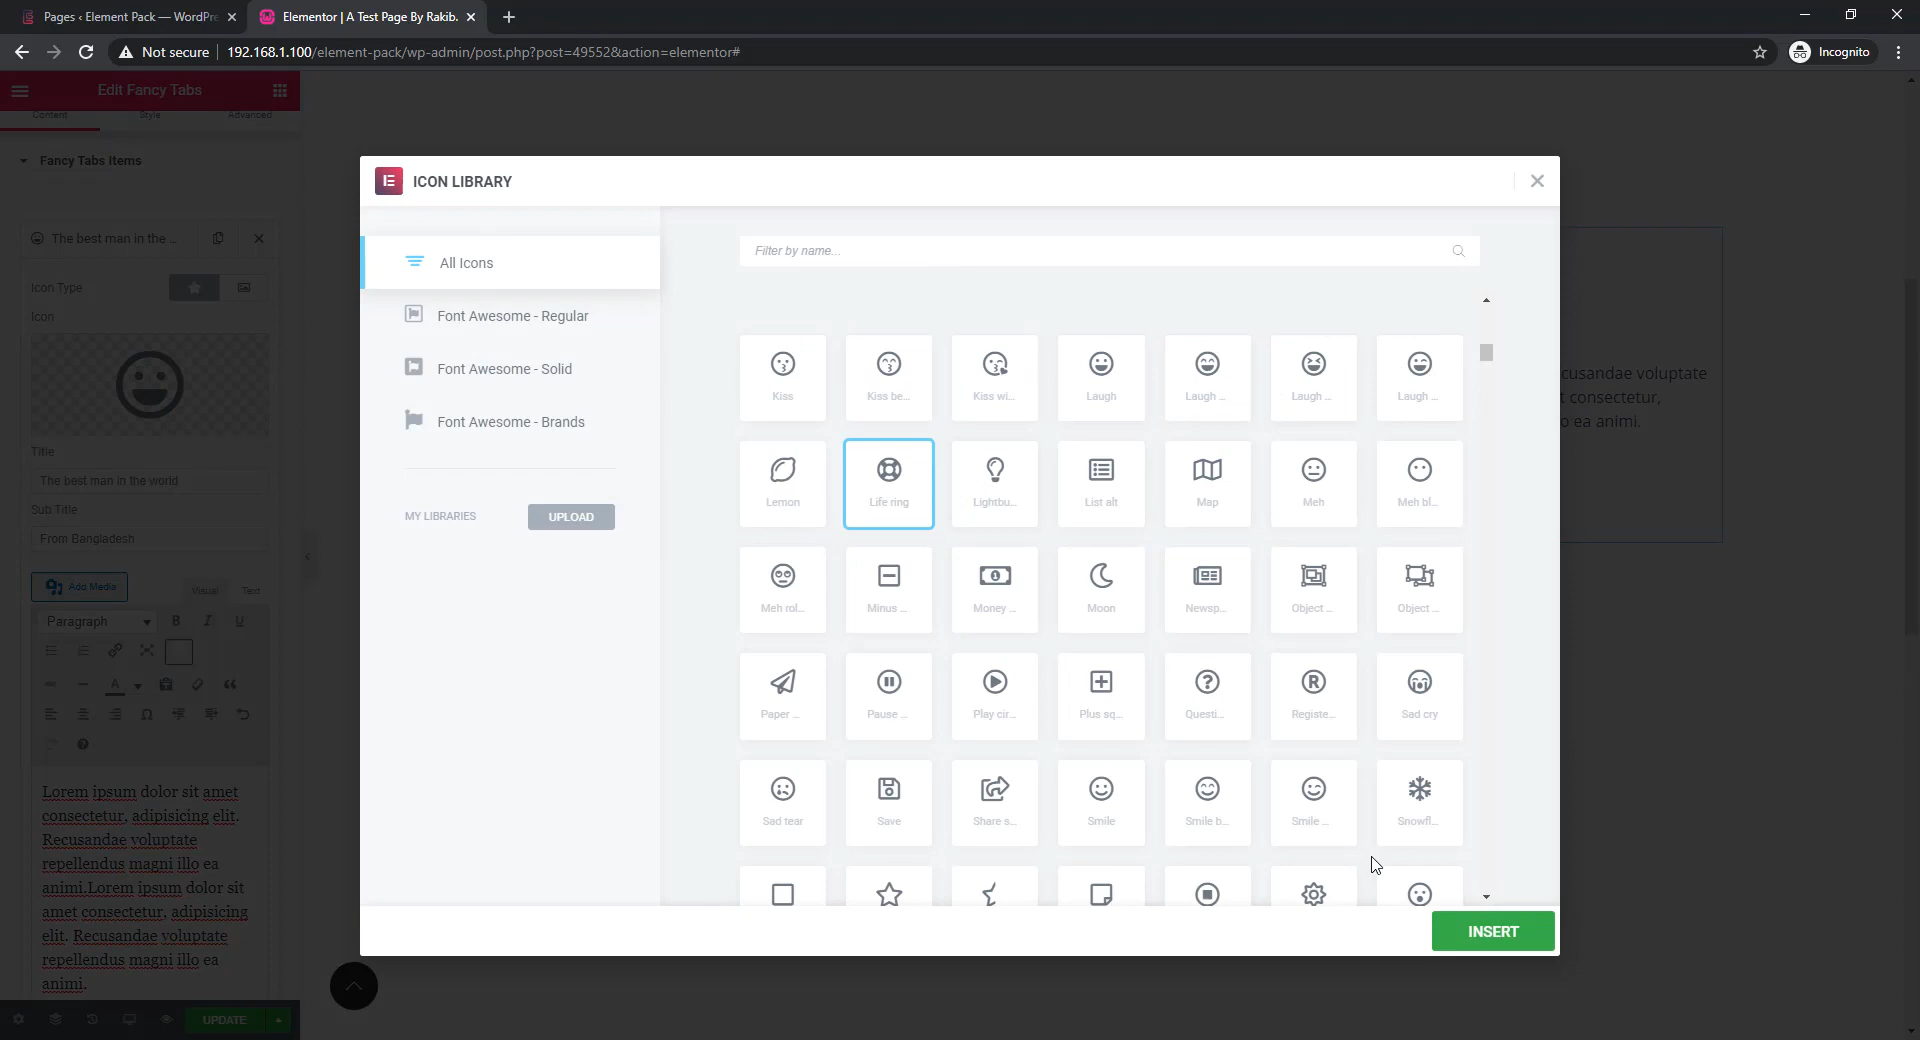 Pages ‹ Element Pack — WordPre
Elementor | A Test Page By Rakib.
Not secure
192.168.1.100/element-pack/wp-admin/post.php?post=49552&action=elementor#
Incognito
Edit Fancy Tabs
Content
Style
Advanced
Fancy Tabs Items
The best man in the ...
Icon Type
Icon
Title
The best man in the world
Sub Title
From Bangladesh
Add Media
Visual
Text
Paragraph
Lorem ipsum dolor sit amet
consectetur, adipisicing elit.
Recusandae voluptate
repellendus magni illo ea
animi.Lorem ipsum dolor sit
amet consectetur, adipisicing
elit. Recusandae voluptate
repellendus magni illo ea
animi.
UPDATE
ICON LIBRARY
All Icons
Font Awesome - Regular
Font Awesome - Solid
Font Awesome - Brands
MY LIBRARIES
UPLOAD
Filter by name...
Kiss
Kiss be...
Kiss wi...
Laugh
Laugh ...
Laugh ...
Laugh ...
Lemon
Life ring
Lightbu...
List alt
Map
Meh
Meh bl...
Meh rol...
Minus ...
Money ...
Moon
Newsp...
Object ...
Object ...
Paper ...
Pause ...
Play cir...
Plus sq...
Questi...
Registe...
Sad cry
Sad tear
Save
Share s...
Smile
Smile b...
Smile ...
Snowfl...
INSERT
cusandae voluptate
t consectetur,
o ea animi.